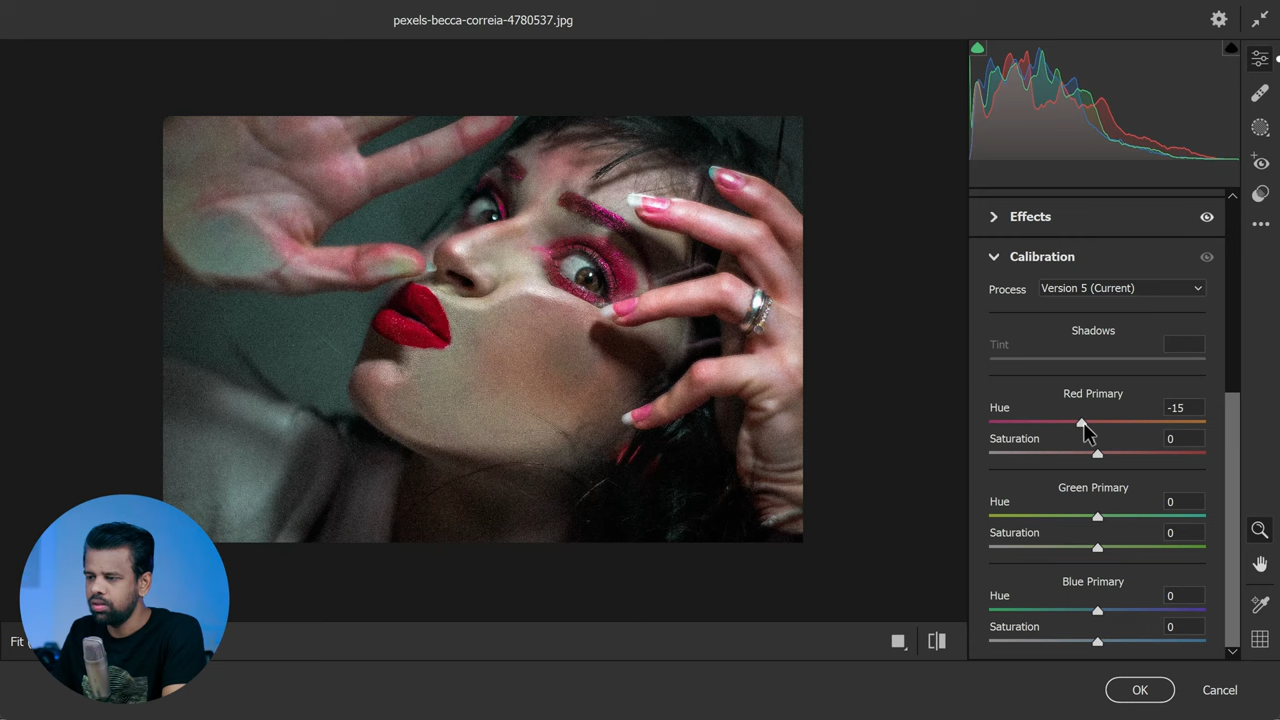 pexels-becca-correia-4780537.jpg
Effects
Calibration
Process Version 5 (Current)
Shadows
Tint
Red Primary
Hue -15
Saturation 0
Green Primary
Hue 0
Saturation 0
Blue Primary
Hue 0
Saturation 0
Fit
OK Cancel